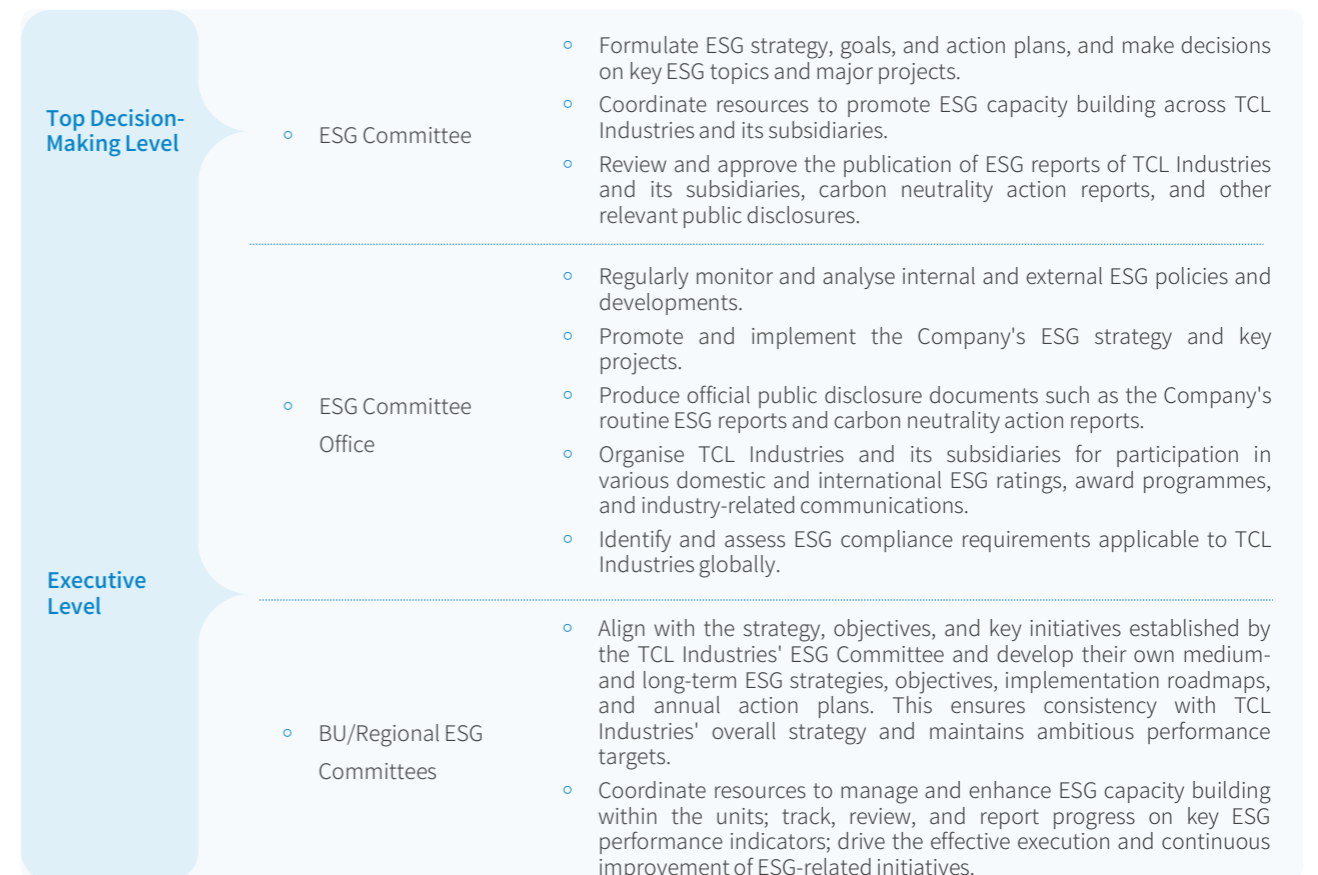 Top Decision-
Making Level
ESG Committee
Formulate ESG strategy, goals, and action plans, and make decisions
on key ESG topics and major projects.
Coordinate resources to promote ESG capacity building across TCL
Industries and its subsidiaries.
Review and approve the publication of ESG reports of TCL Industries
and its subsidiaries, carbon neutrality action reports, and other
relevant public disclosures.
Executive
Level
ESG Committee
Office
Regularly monitor and analyse internal and external ESG policies and
developments.
Promote and implement the Company's ESG strategy and key
projects.
Produce official public disclosure documents such as the Company's
routine ESG reports and carbon neutrality action reports.
Organise TCL Industries and its subsidiaries for participation in
various domestic and international ESG ratings, award programmes,
and industry-related communications.
Identify and assess ESG compliance requirements applicable to TCL
Industries globally.
BU/Regional ESG
Committees
Align with the strategy, objectives, and key initiatives established by
the TCL Industries' ESG Committee and develop their own medium-
and long-term ESG strategies, objectives, implementation roadmaps,
and annual action plans. This ensures consistency with TCL
Industries' overall strategy and maintains ambitious performance
targets.
Coordinate resources to manage and enhance ESG capacity building
within the units; track, review, and report progress on key ESG
performance indicators; drive the effective execution and continuous
improvement of ESG-related initiatives.